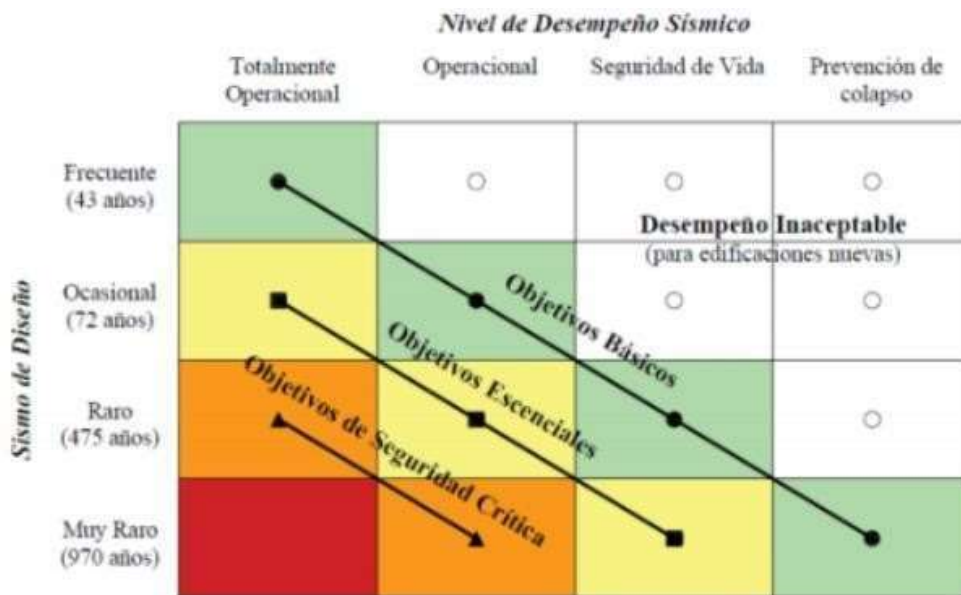 Nivel de Desempeño Sísmico
Totalmente
Operacional
Operacional
Seguridad de Vida
Prevención de
colapso
Sismo de Diseño
Frecuente
(43 años)
Desempeño Inaceptable
(para edificaciones nuevas)
Ocasional
(72 años)
Objetivos Básicos
Objetivos Escenciales
Objetivos de Seguridad Crítica
Raro
(475 años)
Muy Raro
(970 años)